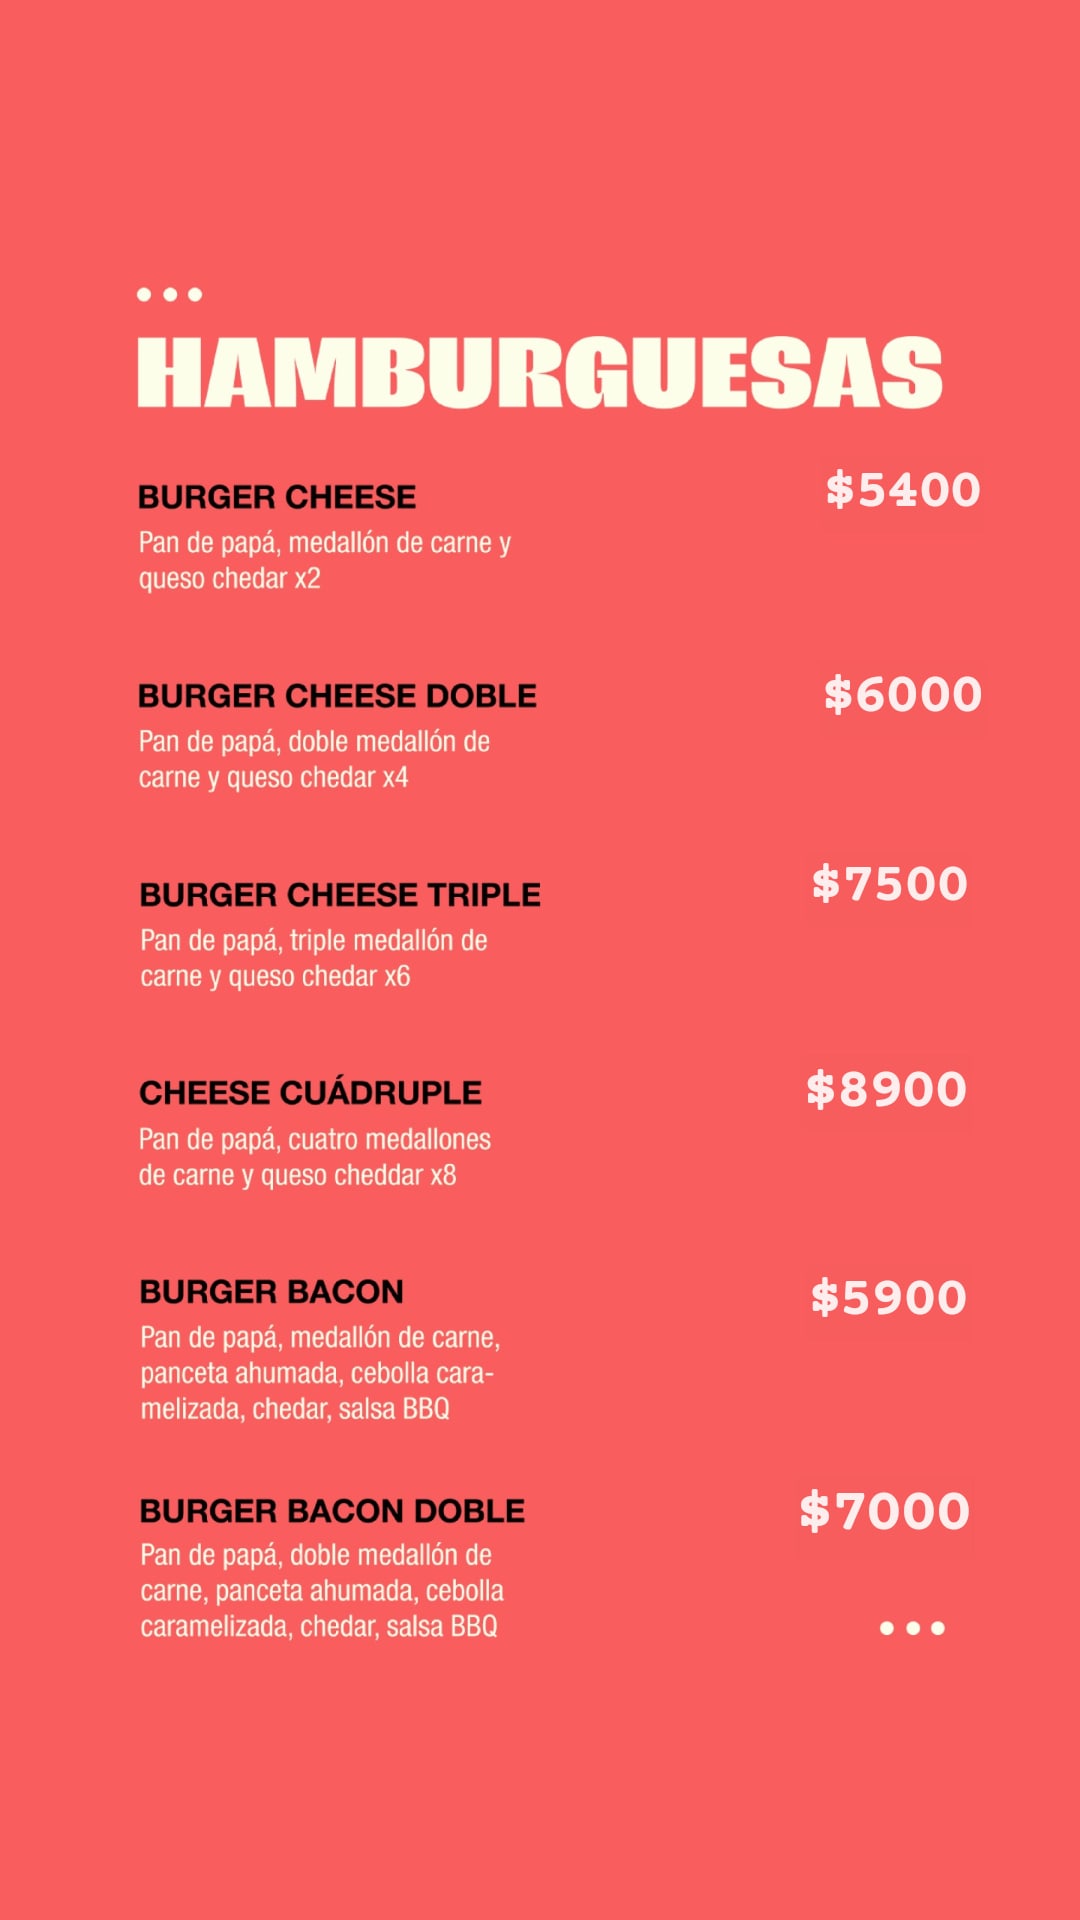 HAMBURGUESAS
BURGER CHEESE $5400
Pan de papá, medallón de carne y
queso chedar x2
BURGER CHEESE DOBLE $6000
Pan de papá, doble medallón de
carne y queso chedar x4
BURGER CHEESE TRIPLE $7500
Pan de papá, triple medallón de
carne y queso chedar x6
CHEESE CUÁDRUPLE $8900
Pan de papá, cuatro medallones
de carne y queso cheddar x8
BURGER BACON $5900
Pan de papá, medallón de carne,
panceta ahumada, cebolla cara-
melizada, chedar, salsa BBQ
BURGER BACON DOBLE $7000
Pan de papá, doble medallón de
carne, panceta ahumada, cebolla
caramelizada, chedar, salsa BBQ